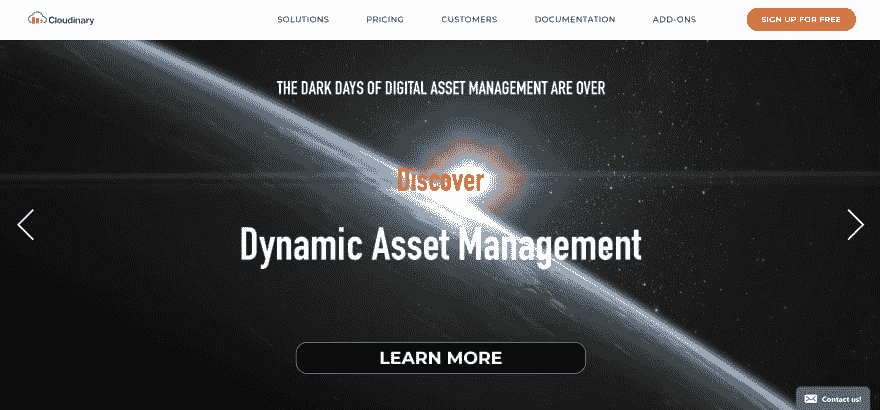 Cloudinary
SOLUTIONS PRICING CUSTOMERS DOCUMENTATION ADD-ONS SIGN UP FOR FREE
THE DARK DAYS OF DIGITAL ASSET MANAGEMENT ARE OVER
Discover
Dynamic Asset Management
LEARN MORE
Contact us!